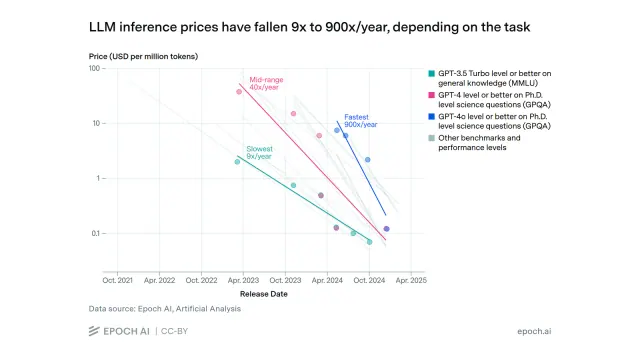 LLM inference prices have fallen 9x to 900x/year, depending on the task
Price (USD per million tokens)
100
10
1
0.1
Mid-range
40x/year
Fastest
900x/year
Slowest
9x/year
GPT-3.5 Turbo level or better on
general knowledge (MMLU)
GPT-4 level or better on Ph.D.
level science questions (GPQA)
GPT-4o level or better on Ph.D.
level science questions (GPQA)
Other benchmarks and
performance levels
Oct. 2021
Apr. 2022
Oct. 2022
Apr. 2023
Oct. 2023
Apr. 2024
Oct. 2024
Apr. 2025
Release Date
Data source: Epoch AI, Artificial Analysis
EPOCH AI | CC-BY
epoch.ai